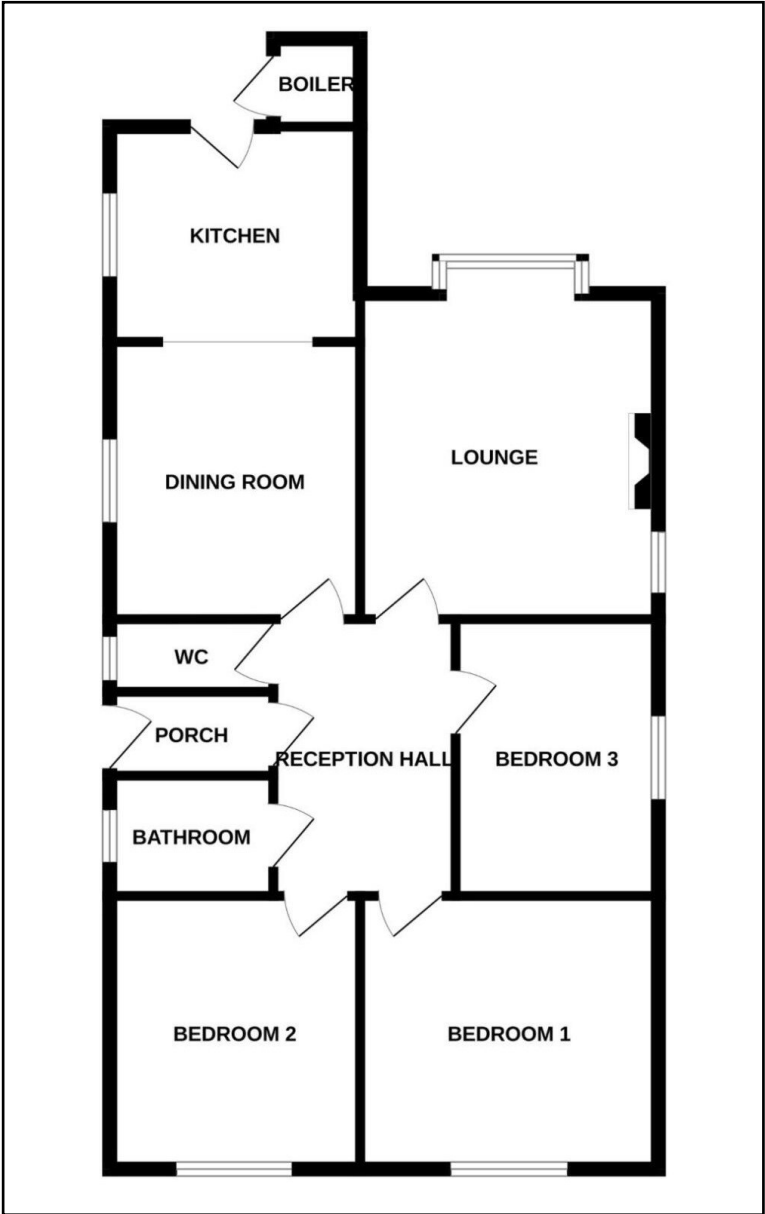 BOILER
KITCHEN
LOUNGE
DINING ROOM
WC
PORCH
RECEPTION HALL
BEDROOM 3
BATHROOM
BEDROOM 2
BEDROOM 1